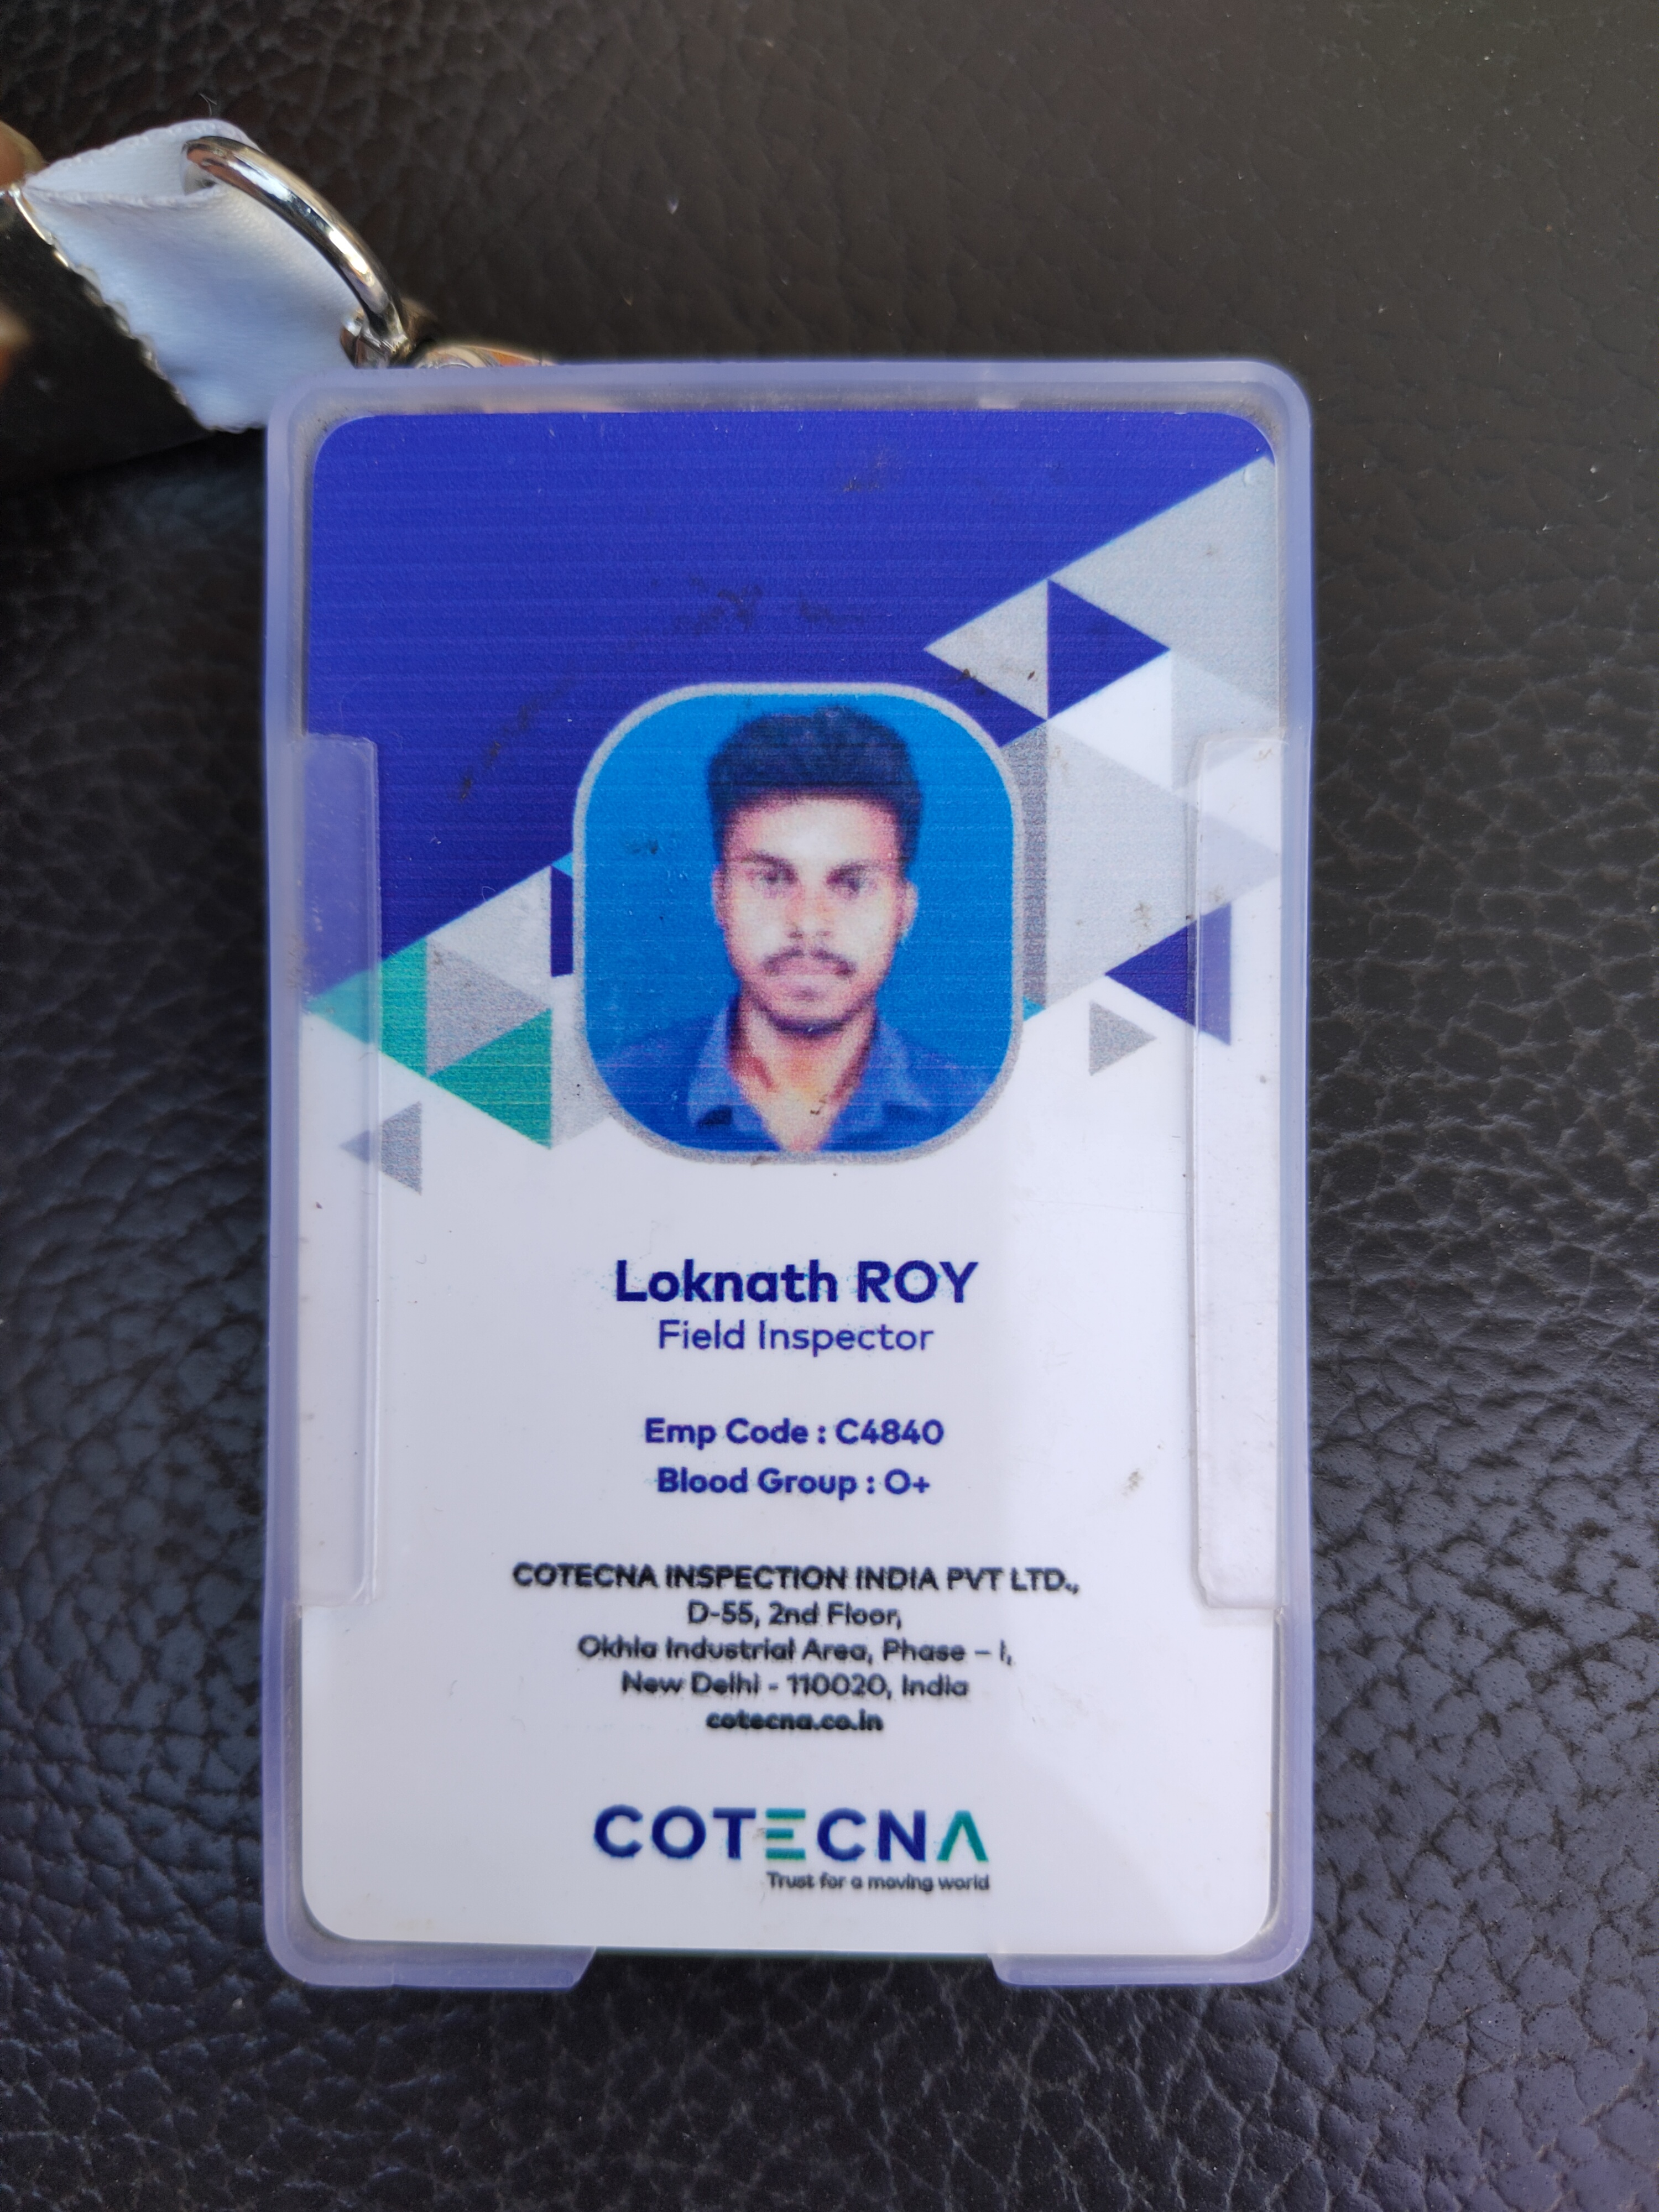 Loknath ROY
Field Inspector
Emp Code : C4840
Blood Group : O+
COTECNA INSPECTION INDIA PVT LTD.,
D-55, 2nd Floor,
Okhla Industrial Area, Phase – I,
New Delhi - 110020, India
cotecna.co.in
COTECNA
Trust for a moving world